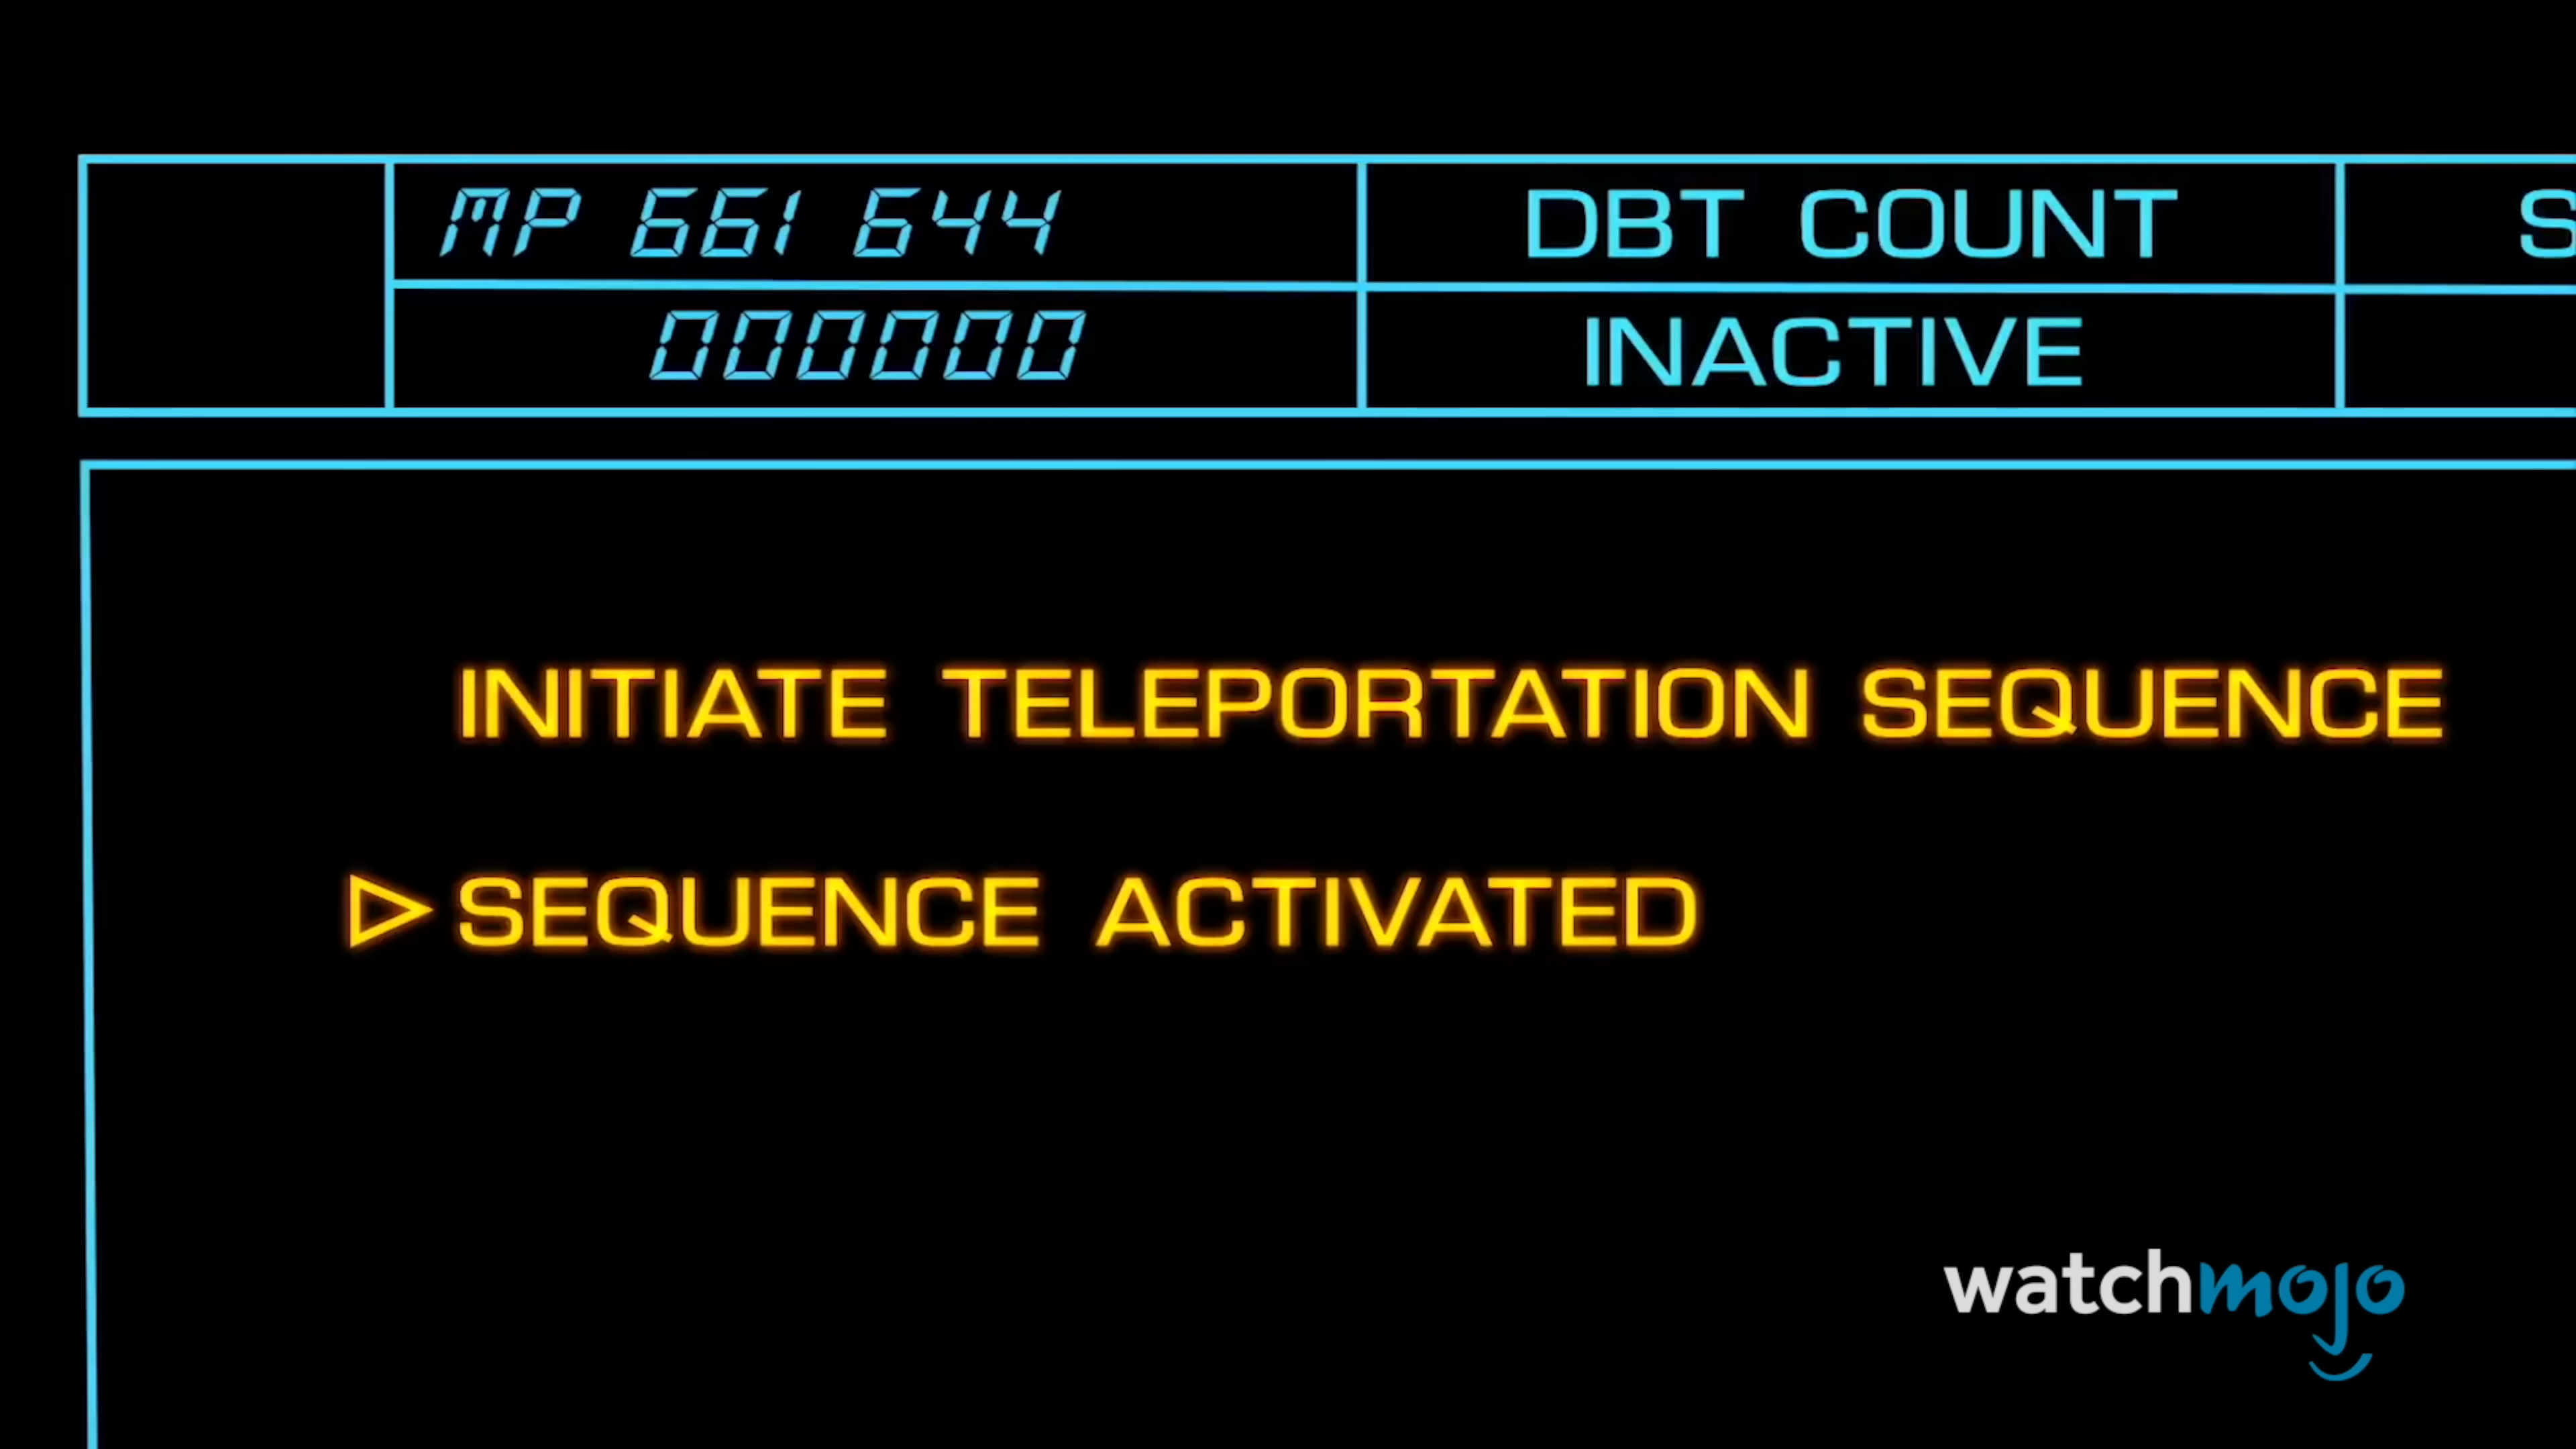 MP 661 644
DBT COUNT
S
000000
INACTIVE
INITIATE TELEPORTATION SEQUENCE
▷ SEQUENCE ACTIVATED
watchmojo